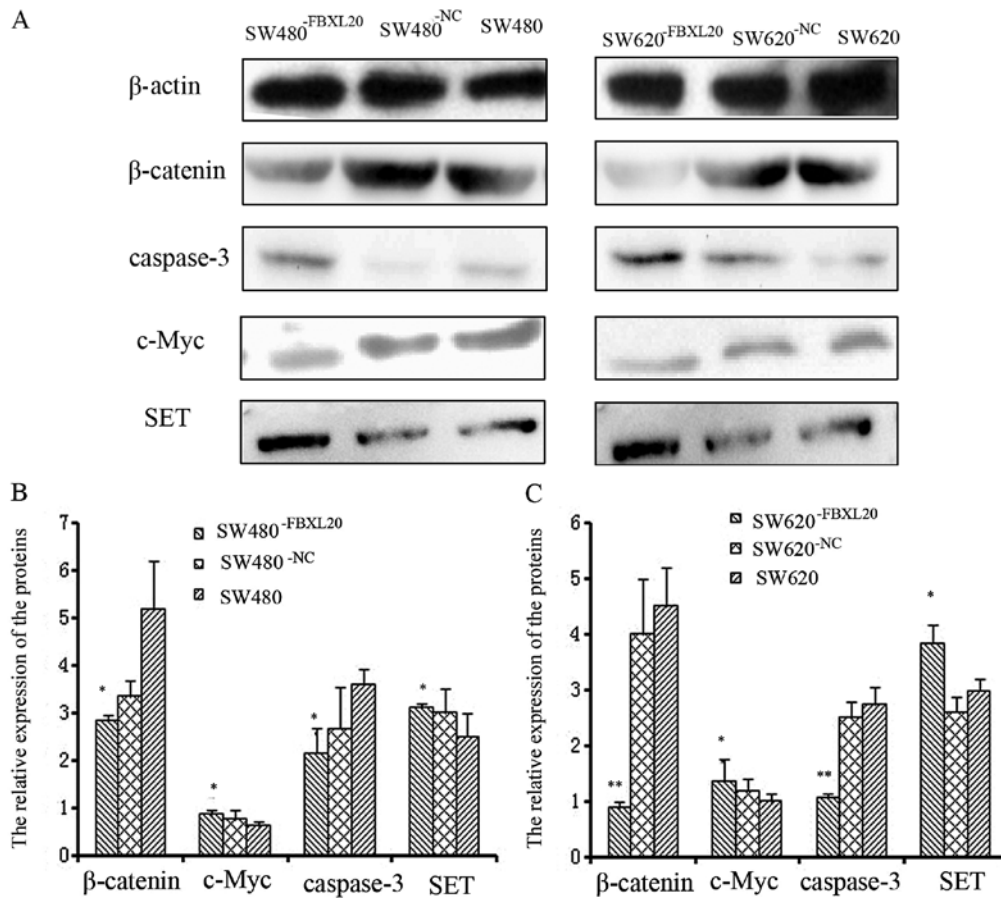 A
SW480-FBXL20 SW480-NC SW480
SW620-FBXL20 SW620-NC SW620
β-actin
β-catenin
caspase-3
c-Myc
SET
B
The relative expression of the proteins
7
6
5
4
3
2
1
0
SW480-FBXL20
SW480-NC
SW480
*
*
*
*
β-catenin c-Myc caspase-3 SET
C
The relative expression of the proteins
6
5
4
3
2
1
0
SW620-FBXL20
SW620-NC
SW620
**
*
**
*
β-catenin c-Myc caspase-3 SET